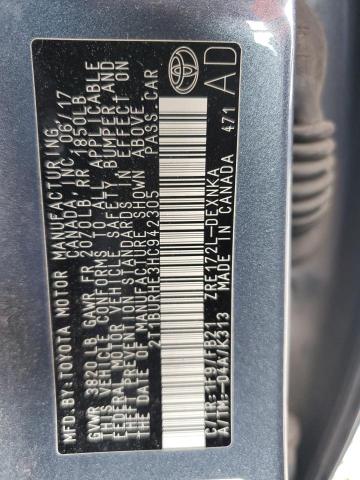 MFD.BY:TOYOTA MOTOR MANUFACTURING
CANADA, INC. 06/17
GVWR 3820LB GAWR FR 2020LB RR 1850LB
THIS VEHICLE CONFORMS TO ALL APPLICABLE
FEDERAL MOTOR VEHICLE SAFETY, BUMPER AND
THEFT PREVENTION STANDARDS IN EFFECT ON
THE DATE OF MANUFACTURE SHOWN ABOVE.
2T1BURHE3HC942305 PASS.CAR
C/TR:1F9/FB21 ZRE172L-DEXNKA
A/TM:-04A/K313 MADE IN CANADA 471
AD